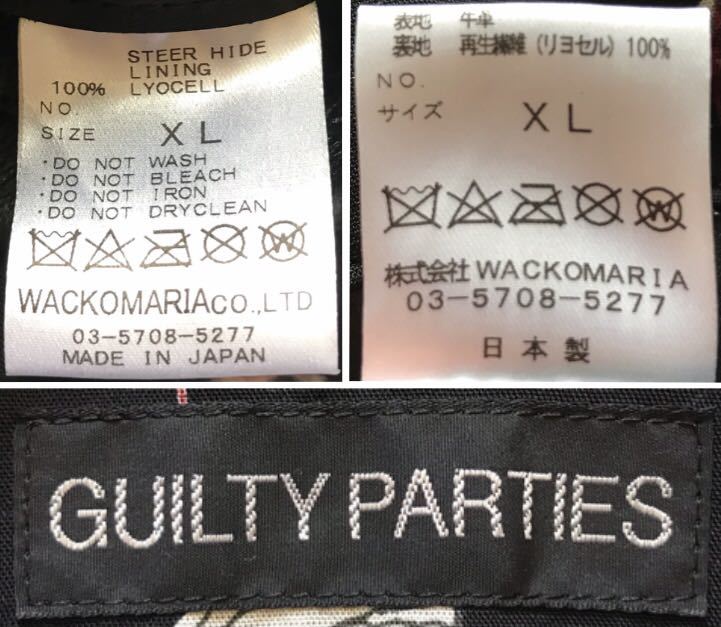 STEER HIDE
LINING
100% LYOCELL
NO.
SIZE XL
・DO NOT WASH
・DO NOT BLEACH
・DO NOT IRON
・DO NOT DRYCLEAN
W
WACKOMARIACO.,LTD
03-5708-5277
MADE IN JAPAN
表地 牛革
裏地 再生繊維(リヨセル) 100%
NO.
サイズ XL
W
株式会社 WACKOMARIA
03-5708-5277
日本製
GUILTY PARTIES